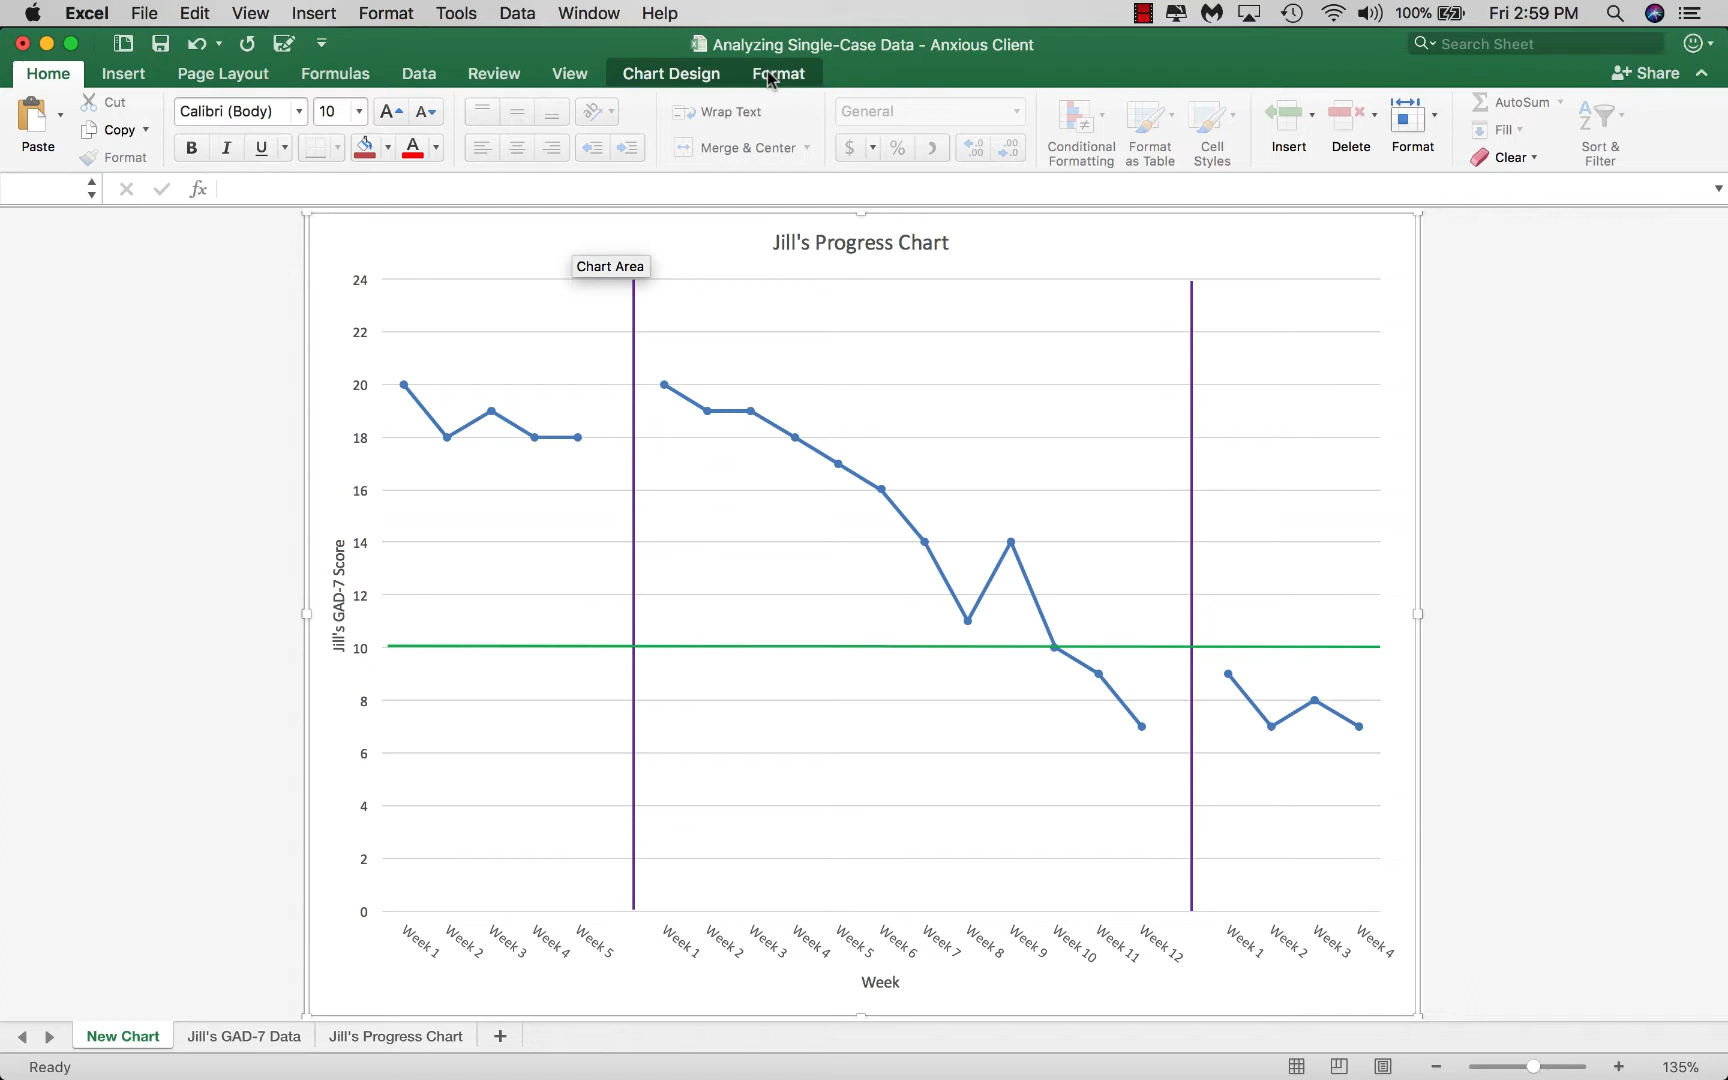 Excel File Edit View Insert Format Tools Data Window Help 100% Fri 2:59 PM
Analyzing Single-Case Data - Anxious Client Search Sheet
Home Insert Page Layout Formulas Data Review View Chart Design Format Share
Paste Cut Copy Format
Calibri (Body) 10 A A
B I U A
ab
Wrap Text
Merge & Center
General
$ % )
.0 .00
.00 .0
Conditional Formatting
Format as Table
Cell Styles
Insert Delete Format
AutoSum
Fill
Clear
A Z
Sort & Filter
fx
Jill's Progress Chart
Chart Area
24
22
20
18
16
14
12
10
8
6
4
2
0
Jill's GAD-7 Score
Week 1 Week 2 Week 3 Week 4 Week 5 Week 1 Week 2 Week 3 Week 4 Week 5 Week 6 Week 7 Week 8 Week 9 Week 10 Week 11 Week 12 Week 1 Week 2 Week 3 Week 4
Week
New Chart Jill's GAD-7 Data Jill's Progress Chart +
Ready 135%